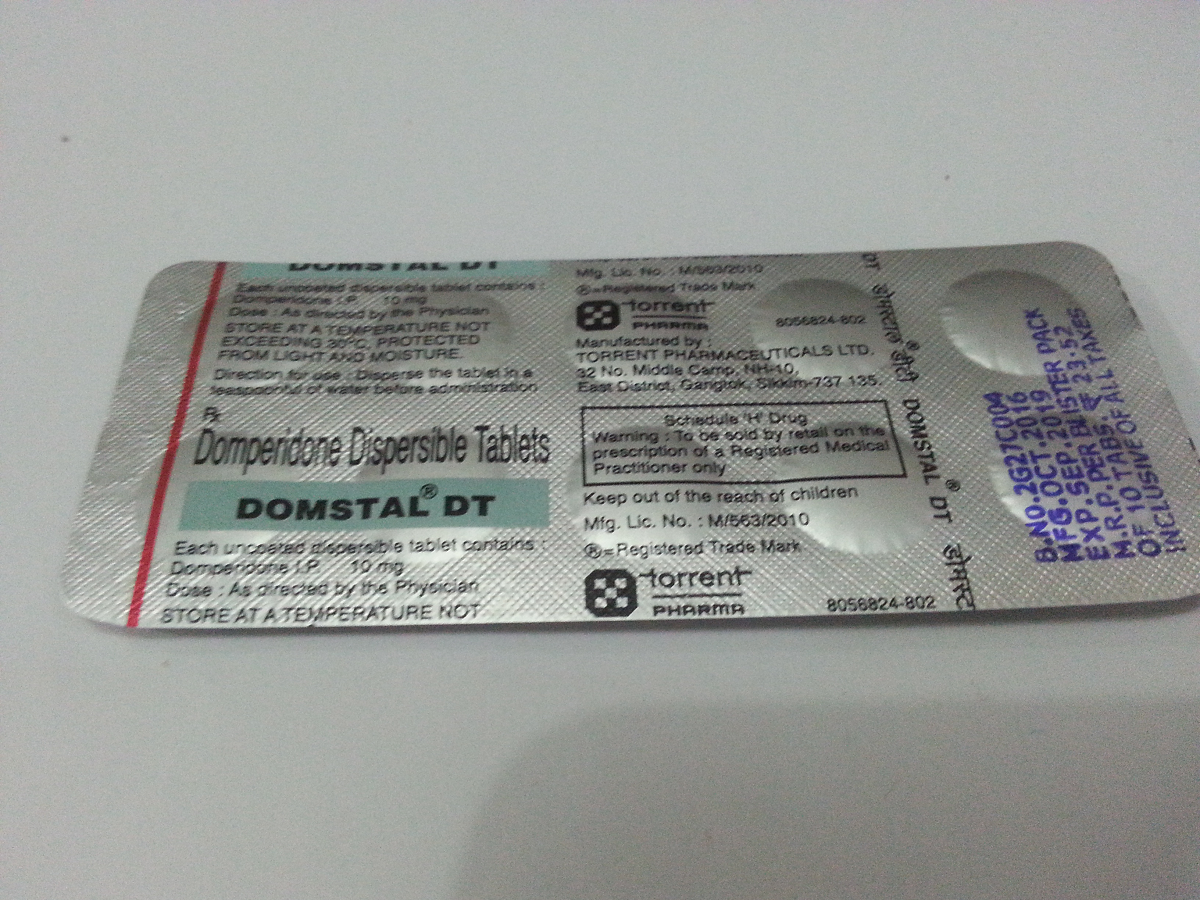 DOMSTAL DT
Each uncoated dispersible tablet contains :
Domperidone I.P. 10 mg
Dose : As directed by the Physician
STORE AT A TEMPERATURE NOT
EXCEEDING 30°C, PROTECTED
FROM LIGHT AND MOISTURE.
Direction for use : Disperse the tablet in a
teaspoonful of water before administration
Rx
Domperidone Dispersible Tablets
DOMSTAL® DT
Each uncoated dispersible tablet contains :
Domperidone I.P. 10 mg
Dose : As directed by the Physician
STORE AT A TEMPERATURE NOT
Mfg. Lic. No. : M/563/2010
®=Registered Trade Mark
torrent
PHARMA
8056824-802
Manufactured by :
TORRENT PHARMACEUTICALS LTD.
32 No. Middle Camp, NH-10,
East District, Gangtok, Sikkim-737 135.
Schedule 'H' Drug
Warning : To be sold by retail on the
prescription of a Registered Medical
Practitioner only
Keep out of the reach of children
Mfg. Lic. No. : M/563/2010
®=Registered Trade Mark
torrent
PHARMA
8056824-802
DT
DOMSTAL® DT
B.NO.2G21C004
MFG.OCT.2016
EXP.SEP.2019
M.R.P.PER BLISTER PACK
OF 10 TABS.₹ 23.52
INCLUSIVE OF ALL TAXES